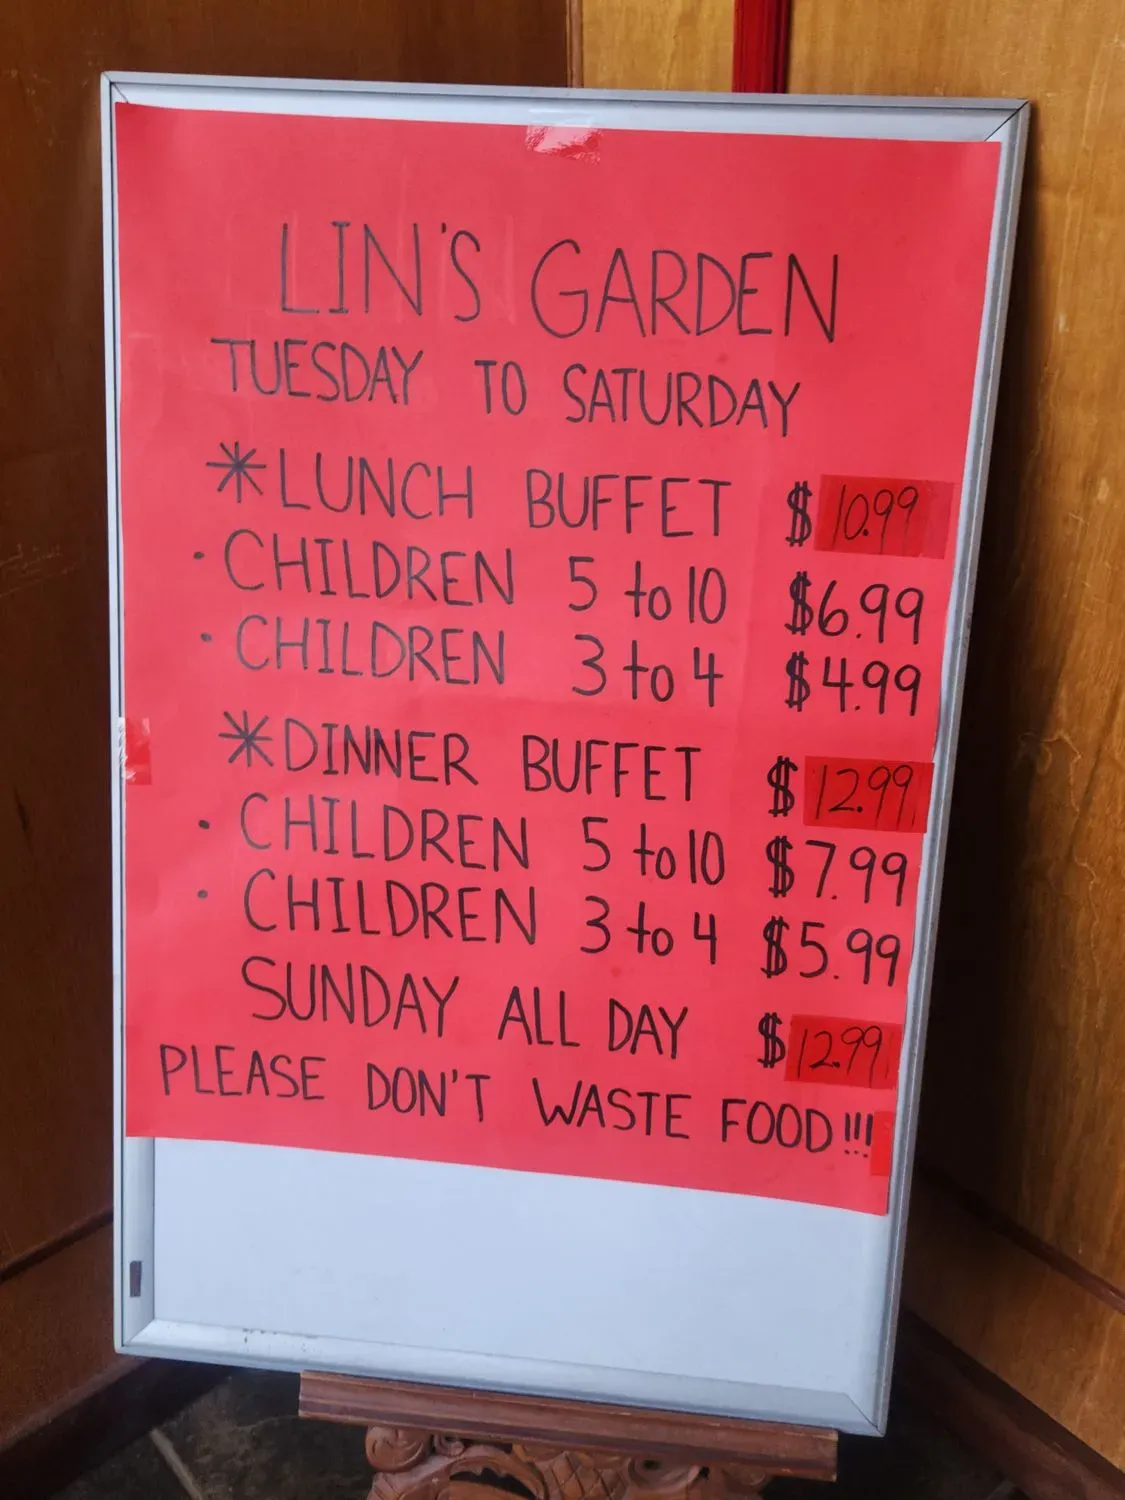 LIN'S GARDEN
TUESDAY TO SATURDAY
*LUNCH BUFFET $ 10.99
· CHILDREN 5 to 10 $6.99
· CHILDREN 3 to 4 $4.99
*DINNER BUFFET $ 12.99
· CHILDREN 5 to 10 $7.99
· CHILDREN 3 to 4 $5.99
SUNDAY ALL DAY $ 12.99
PLEASE DON'T WASTE FOOD!!!